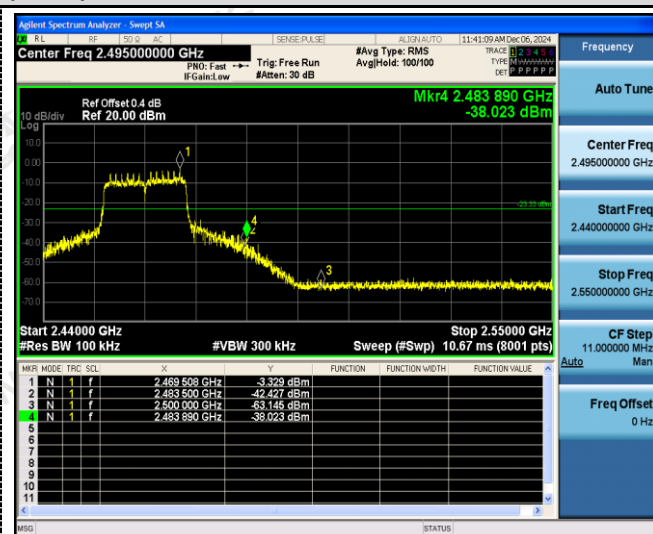 Agilent Spectrum Analyzer - Swept SA
RL RF 50 Ω AC SENSE:PULSE ALIGN AUTO 11:41:09 AM Dec 06, 2024
Center Freq 2.495000000 GHz #Avg Type: RMS TRACE 1 2 3 4 5 6
PNO: Fast Trig: Free Run Avg|Hold: 100/100 TYPE M
IFGain:Low #Atten: 30 dB DET P P P P P
Frequency
Auto Tune
Center Freq
2.495000000 GHz
Start Freq
2.440000000 GHz
Stop Freq
2.550000000 GHz
CF Step
11.000000 MHz
Auto Man
Freq Offset
0 Hz
Mkr4 2.483 890 GHz
-38.023 dBm
Ref Offset 0.4 dB
10 dB/div Ref 20.00 dBm
Log
10.0
0.00
-10.0
-20.0
-30.0
-40.0
-50.0
-60.0
-70.0
1
4
2
3
Start 2.44000 GHz Stop 2.55000 GHz
#Res BW 100 kHz #VBW 300 kHz Sweep (#Swp) 10.67 ms (8001 pts)
MKR MODE TRC SCL X Y FUNCTION FUNCTION WIDTH FUNCTION VALUE
1 N 1 f 2.469 508 GHz -3.329 dBm
2 N 1 f 2.483 500 GHz -42.427 dBm
3 N 1 f 2.500 000 GHz -63.145 dBm
4 N 1 f 2.483 890 GHz -38.023 dBm
5
6
7
8
9
10
11
MSG STATUS